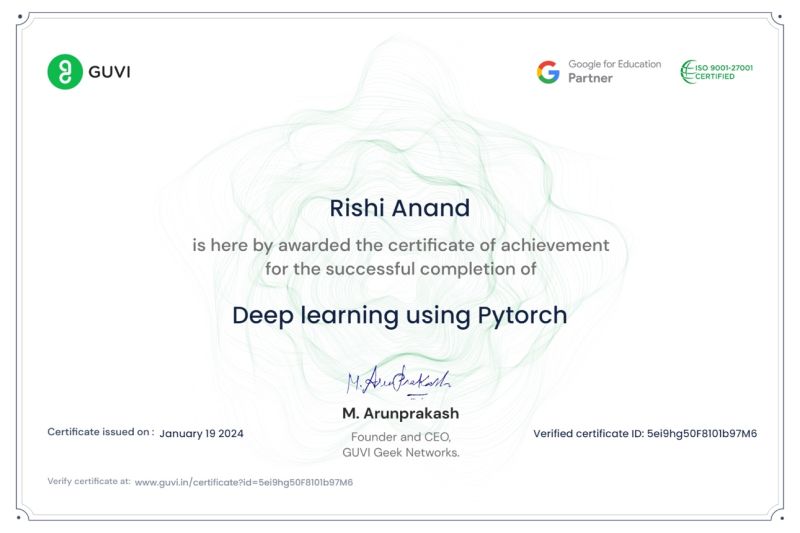 GUVI
Google for Education
Partner
ISO 9001-27001
CERTIFIED
Rishi Anand
is here by awarded the certificate of achievement
for the successful completion of
Deep learning using Pytorch
M. ArunPrakash
M. Arunprakash
Founder and CEO,
GUVI Geek Networks.
Certificate issued on : January 19 2024
Verified certificate ID: 5ei9hg50F8101b97M6
Verify certificate at: www.guvi.in/certificate?id=5ei9hg50F8101b97M6